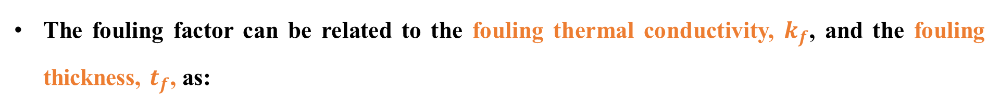 • The fouling factor can be related to the fouling thermal conductivity, k_f, and the fouling
thickness, t_f, as: